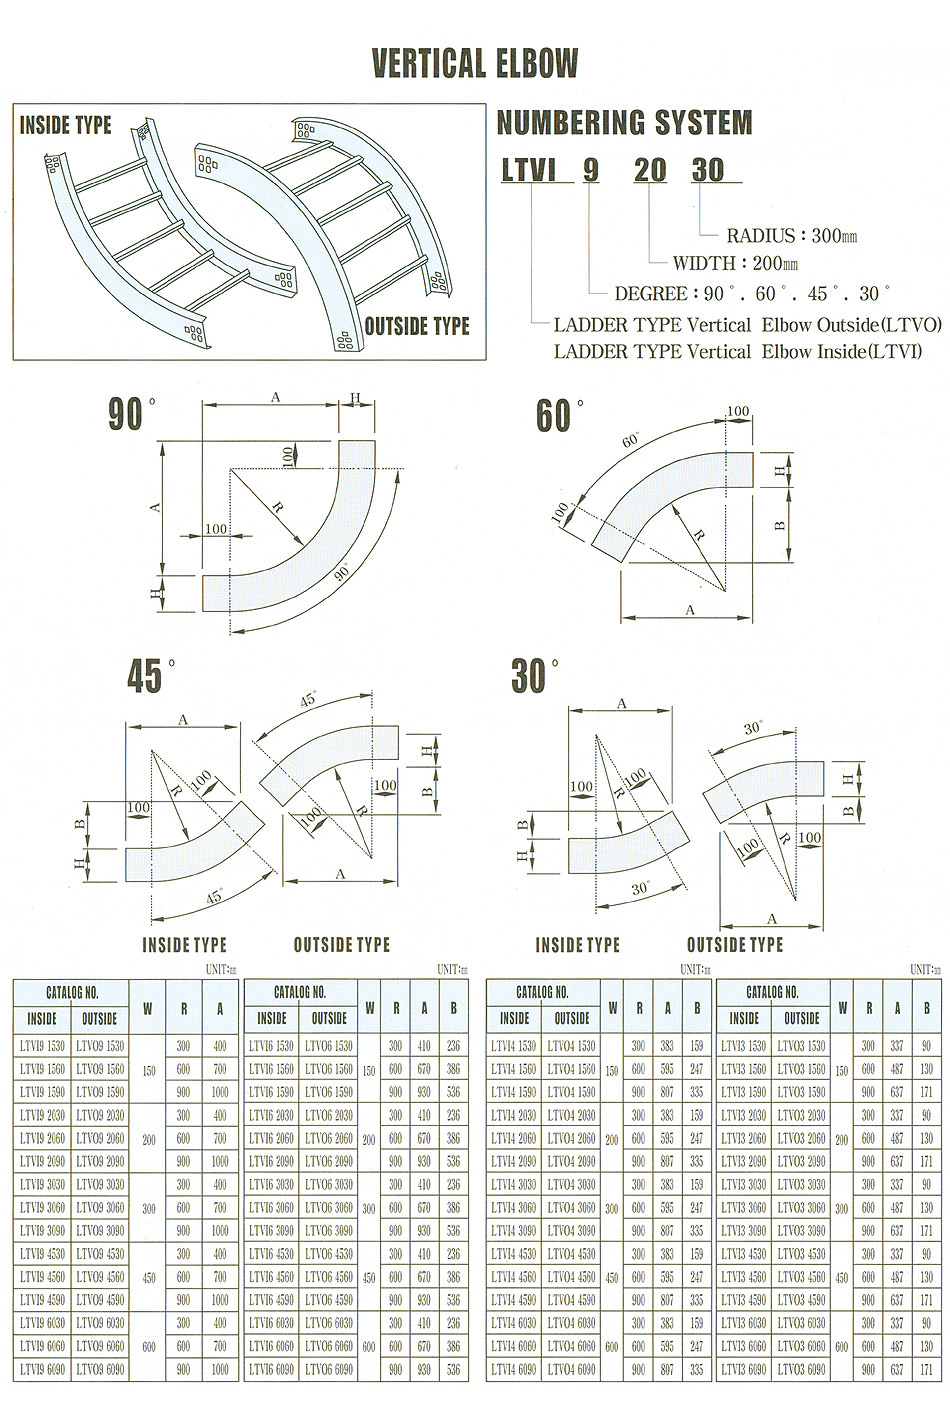 VERTICAL ELBOW
INSIDE TYPE
OUTSIDE TYPE
NUMBERING SYSTEM
LTVI 9 20 30
RADIUS : 300㎜
WIDTH : 200㎜
DEGREE : 90°. 60°. 45°. 30°
LADDER TYPE Vertical Elbow Outside(LTVO)
LADDER TYPE Vertical Elbow Inside(LTVI)
90°
A H
100
A
R
100
90°
H
60°
100
60°
H
100
R
B
A
45°
A
100
R
100
B
H
45°
45°
H
100
B
R
100
A
30°
A
100
100
R
B
H
30°
30°
H
B
R
100
100
A
INSIDE TYPE OUTSIDE TYPE INSIDE TYPE OUTSIDE TYPE
UNIT:㎜ UNIT:㎜ UNIT:㎜ UNIT:㎜
CATALOG NO. W R A CATALOG NO. W R A B CATALOG NO. W R A B CATALOG NO. W R A B
INSIDE OUTSIDE INSIDE OUTSIDE INSIDE OUTSIDE INSIDE OUTSIDE
LTVI9 1530 LTVO9 1530 300 400 LTVI6 1530 LTVO6 1530 300 410 236 LTVI4 1530 LTVO4 1530 300 383 159 LTVI3 1530 LTVO3 1530 300 337 90
LTVI9 1560 LTVO9 1560 150 600 700 LTVI6 1560 LTVO6 1560 150 600 670 386 LTVI4 1560 LTVO4 1560 150 600 595 247 LTVI3 1560 LTVO3 1560 150 600 487 130
LTVI9 1590 LTVO9 1590 900 1000 LTVI6 1590 LTVO6 1590 900 930 536 LTVI4 1590 LTVO4 1590 900 807 335 LTVI3 1590 LTVO3 1590 900 637 171
LTVI9 2030 LTVO9 2030 300 400 LTVI6 2030 LTVO6 2030 300 410 236 LTVI4 2030 LTVO4 2030 300 383 159 LTVI3 2030 LTVO3 2030 300 337 90
LTVI9 2060 LTVO9 2060 200 600 700 LTVI6 2060 LTVO6 2060 200 600 670 386 LTVI4 2060 LTVO4 2060 200 600 595 247 LTVI3 2060 LTVO3 2060 200 600 487 130
LTVI9 2090 LTVO9 2090 900 1000 LTVI6 2090 LTVO6 2090 900 930 536 LTVI4 2090 LTVO4 2090 900 807 335 LTVI3 2090 LTVO3 2090 900 637 171
LTVI9 3030 LTVO9 3030 300 400 LTVI6 3030 LTVO6 3030 300 410 236 LTVI4 3030 LTVO4 3030 300 383 159 LTVI3 3030 LTVO3 3030 300 337 90
LTVI9 3060 LTVO9 3060 300 600 700 LTVI6 3060 LTVO6 3060 300 600 670 386 LTVI4 3060 LTVO4 3060 300 600 595 247 LTVI3 3060 LTVO3 3060 300 600 487 130
LTVI9 3090 LTVO9 3090 900 1000 LTVI6 3090 LTVO6 3090 900 930 536 LTVI4 3090 LTVO4 3090 900 807 335 LTVI3 3090 LTVO3 3090 900 637 171
LTVI9 4530 LTVO9 4530 300 400 LTVI6 4530 LTVO6 4530 300 410 236 LTVI4 4530 LTVO4 4530 300 383 159 LTVI3 4530 LTVO3 4530 300 337 90
LTVI9 4560 LTVO9 4560 450 600 700 LTVI6 4560 LTVO6 4560 450 600 670 386 LTVI4 4560 LTVO4 4560 450 600 595 247 LTVI3 4560 LTVO3 4560 450 600 487 130
LTVI9 4590 LTVO9 4590 900 1000 LTVI6 4590 LTVO6 4590 900 930 536 LTVI4 4590 LTVO4 4590 900 807 335 LTVI3 4590 LTVO3 4590 900 637 171
LTVI9 6030 LTVO9 6030 300 400 LTVI6 6030 LTVO6 6030 300 410 236 LTVI4 6030 LTVO4 6030 300 383 159 LTVI3 6030 LTVO3 6030 300 337 90
LTVI9 6060 LTVO9 6060 600 600 700 LTVI6 6060 LTVO6 6060 600 600 670 386 LTVI4 6060 LTVO4 6060 600 600 595 247 LTVI3 6060 LTVO3 6060 600 600 487 130
LTVI9 6090 LTVO9 6090 900 1000 LTVI6 6090 LTVO6 6090 900 930 536 LTVI4 6090 LTVO4 6090 900 807 335 LTVI3 6090 LTVO3 6090 900 637 171